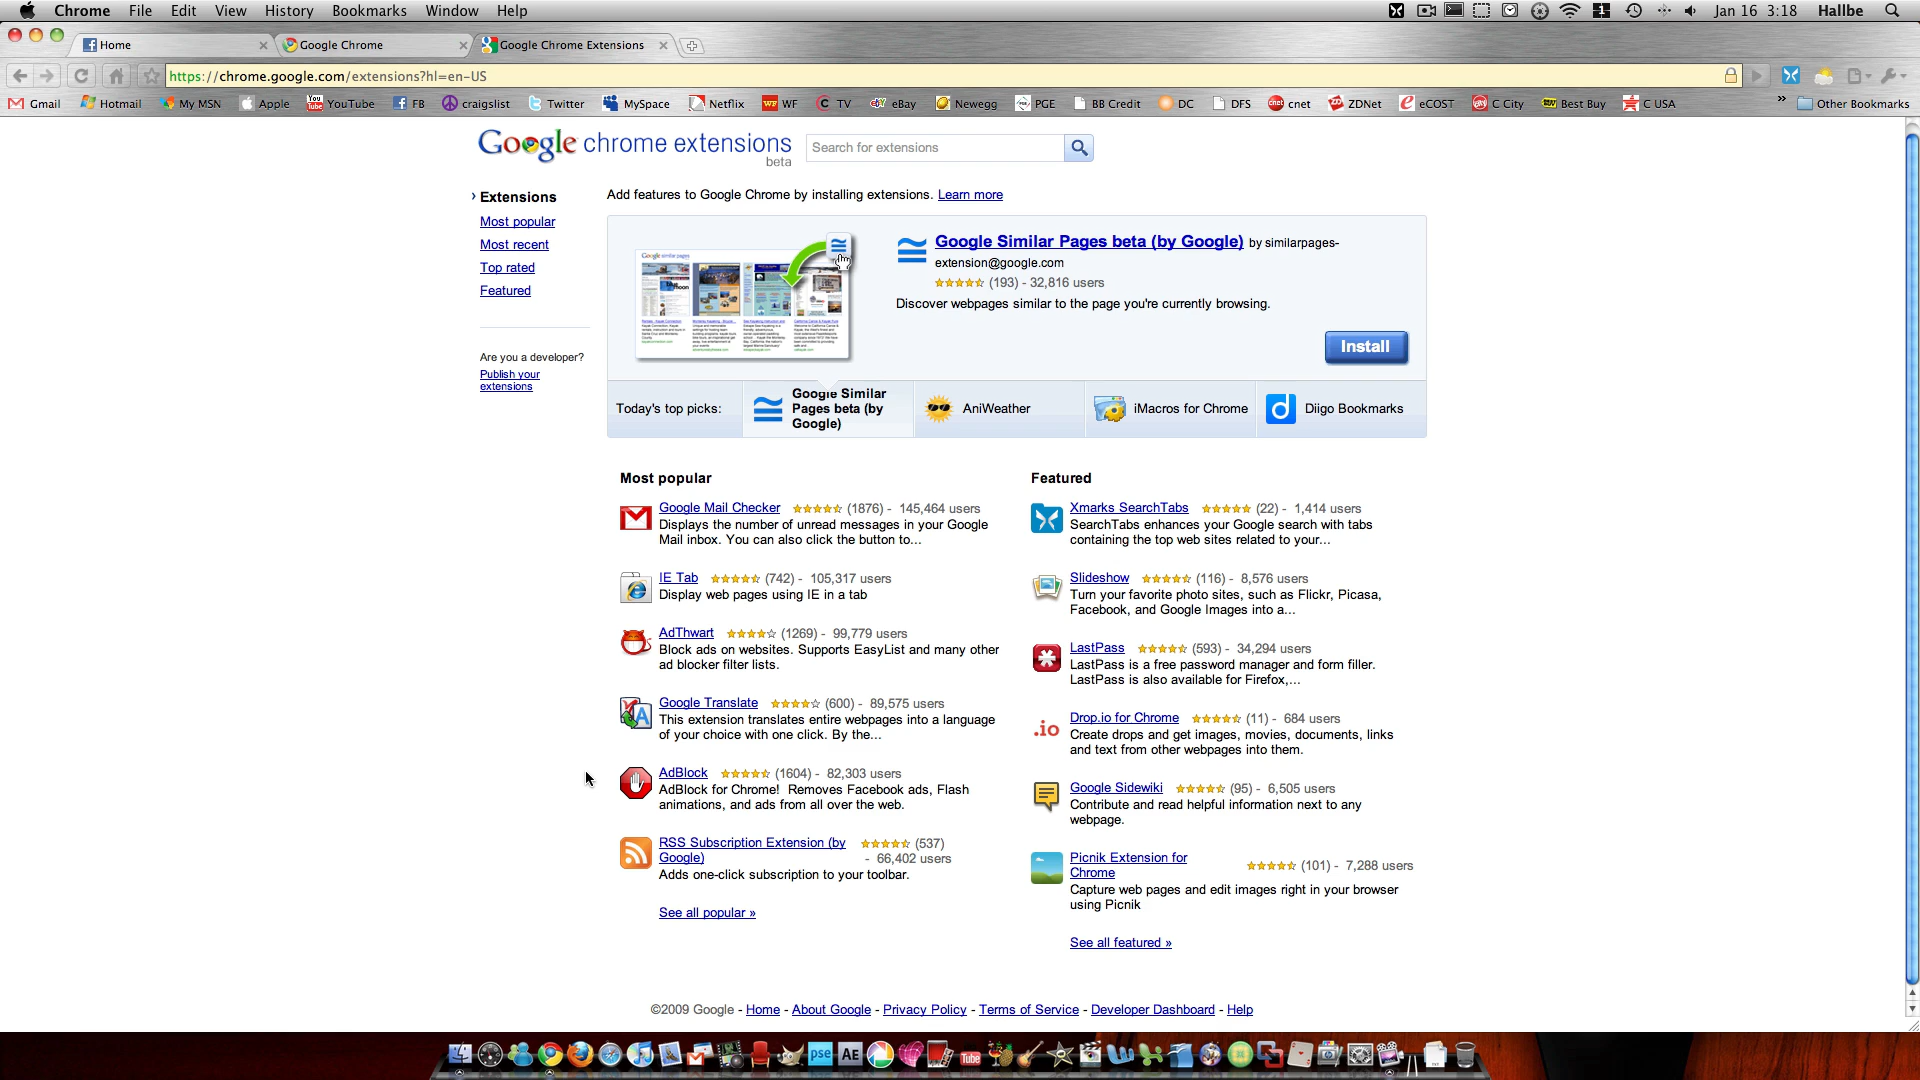 Chrome File Edit View History Bookmarks Window Help
Jan 16 3:18 Hallbe
Home
Google Chrome
Google Chrome Extensions
https://chrome.google.com/extensions?hl=en-US
Gmail Hotmail My MSN Apple YouTube FB craigslist Twitter MySpace Netflix WF TV eBay Newegg PGE BB Credit DC DFS cnet ZDNet eCOST C City Best Buy C USA » Other Bookmarks
Google chrome extensions
beta
Search for extensions
› Extensions
Most popular
Most recent
Top rated
Featured
Are you a developer?
Publish your
extensions
Add features to Google Chrome by installing extensions. Learn more
Google Similar Pages beta (by Google) by similarpages-
extension@google.com
(193) - 32,816 users
Discover webpages similar to the page you're currently browsing.
Install
Today's top picks:
Google Similar
Pages beta (by
Google)
AniWeather
iMacros for Chrome
Diigo Bookmarks
Most popular
Google Mail Checker (1876) - 145,464 users
Displays the number of unread messages in your Google
Mail inbox. You can also click the button to...
IE Tab (742) - 105,317 users
Display web pages using IE in a tab
AdThwart (1269) - 99,779 users
Block ads on websites. Supports EasyList and many other
ad blocker filter lists.
Google Translate (600) - 89,575 users
This extension translates entire webpages into a language
of your choice with one click. By the...
AdBlock (1604) - 82,303 users
AdBlock for Chrome! Removes Facebook ads, Flash
animations, and ads from all over the web.
RSS Subscription Extension (by (537)
Google) - 66,402 users
Adds one-click subscription to your toolbar.
See all popular »
Featured
Xmarks SearchTabs (22) - 1,414 users
SearchTabs enhances your Google search with tabs
containing the top web sites related to your...
Slideshow (116) - 8,576 users
Turn your favorite photo sites, such as Flickr, Picasa,
Facebook, and Google Images into a...
LastPass (593) - 34,294 users
LastPass is a free password manager and form filler.
LastPass is also available for Firefox,...
.io
Drop.io for Chrome (11) - 684 users
Create drops and get images, movies, documents, links
and text from other webpages into them.
Google Sidewiki (95) - 6,505 users
Contribute and read helpful information next to any
webpage.
Picnik Extension for
Chrome (101) - 7,288 users
Capture web pages and edit images right in your browser
using Picnik
See all featured »
©2009 Google - Home - About Google - Privacy Policy - Terms of Service - Developer Dashboard - Help
pse AE